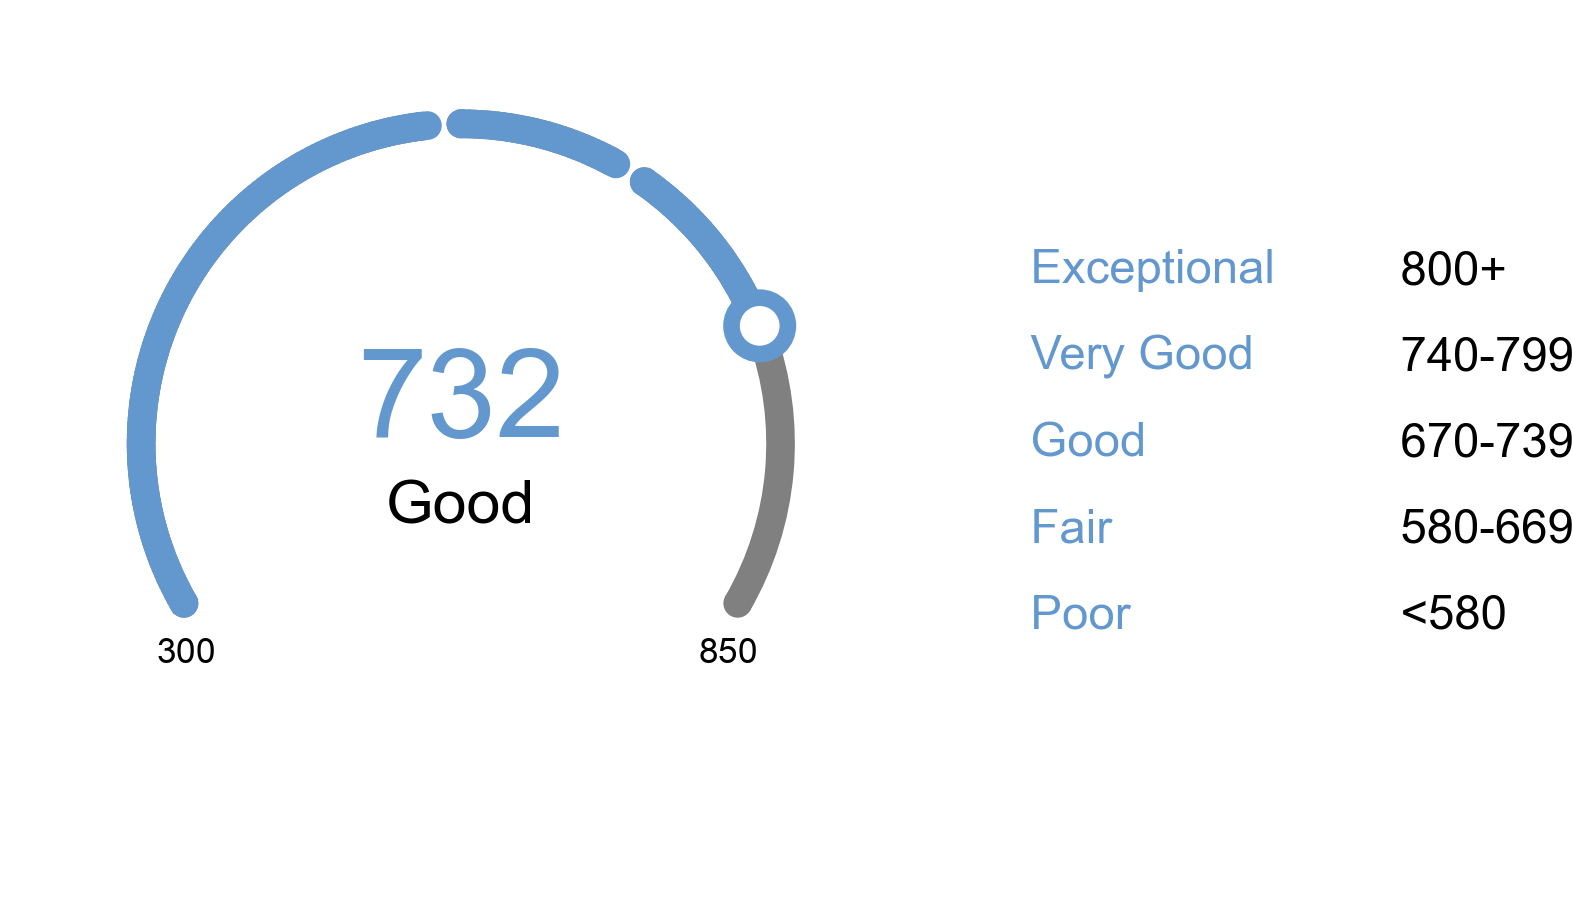 732
Good
300
850
Exceptional 800+
Very Good 740-799
Good 670-739
Fair 580-669
Poor <580